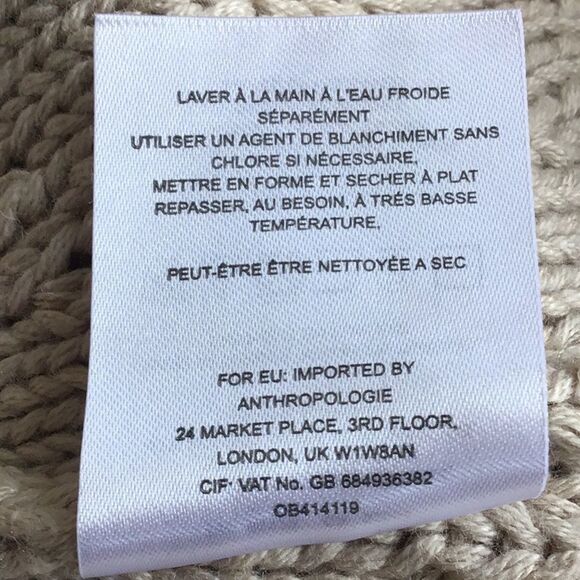 LAVER À LA MAIN À L'EAU FROIDE
SÉPARÉMENT
UTILISER UN AGENT DE BLANCHIMENT SANS
CHLORE SI NÉCESSAIRE,
METTRE EN FORME ET SECHER À PLAT
REPASSER, AU BESOIN, À TRÉS BASSE
TEMPÉRATURE,
PEUT-ÊTRE ÊTRE NETTOYÉE A SEC
FOR EU: IMPORTED BY
ANTHROPOLOGIE
24 MARKET PLACE, 3RD FLOOR,
LONDON, UK W1W8AN
CIF' VAT No. GB 684936382
OB414119